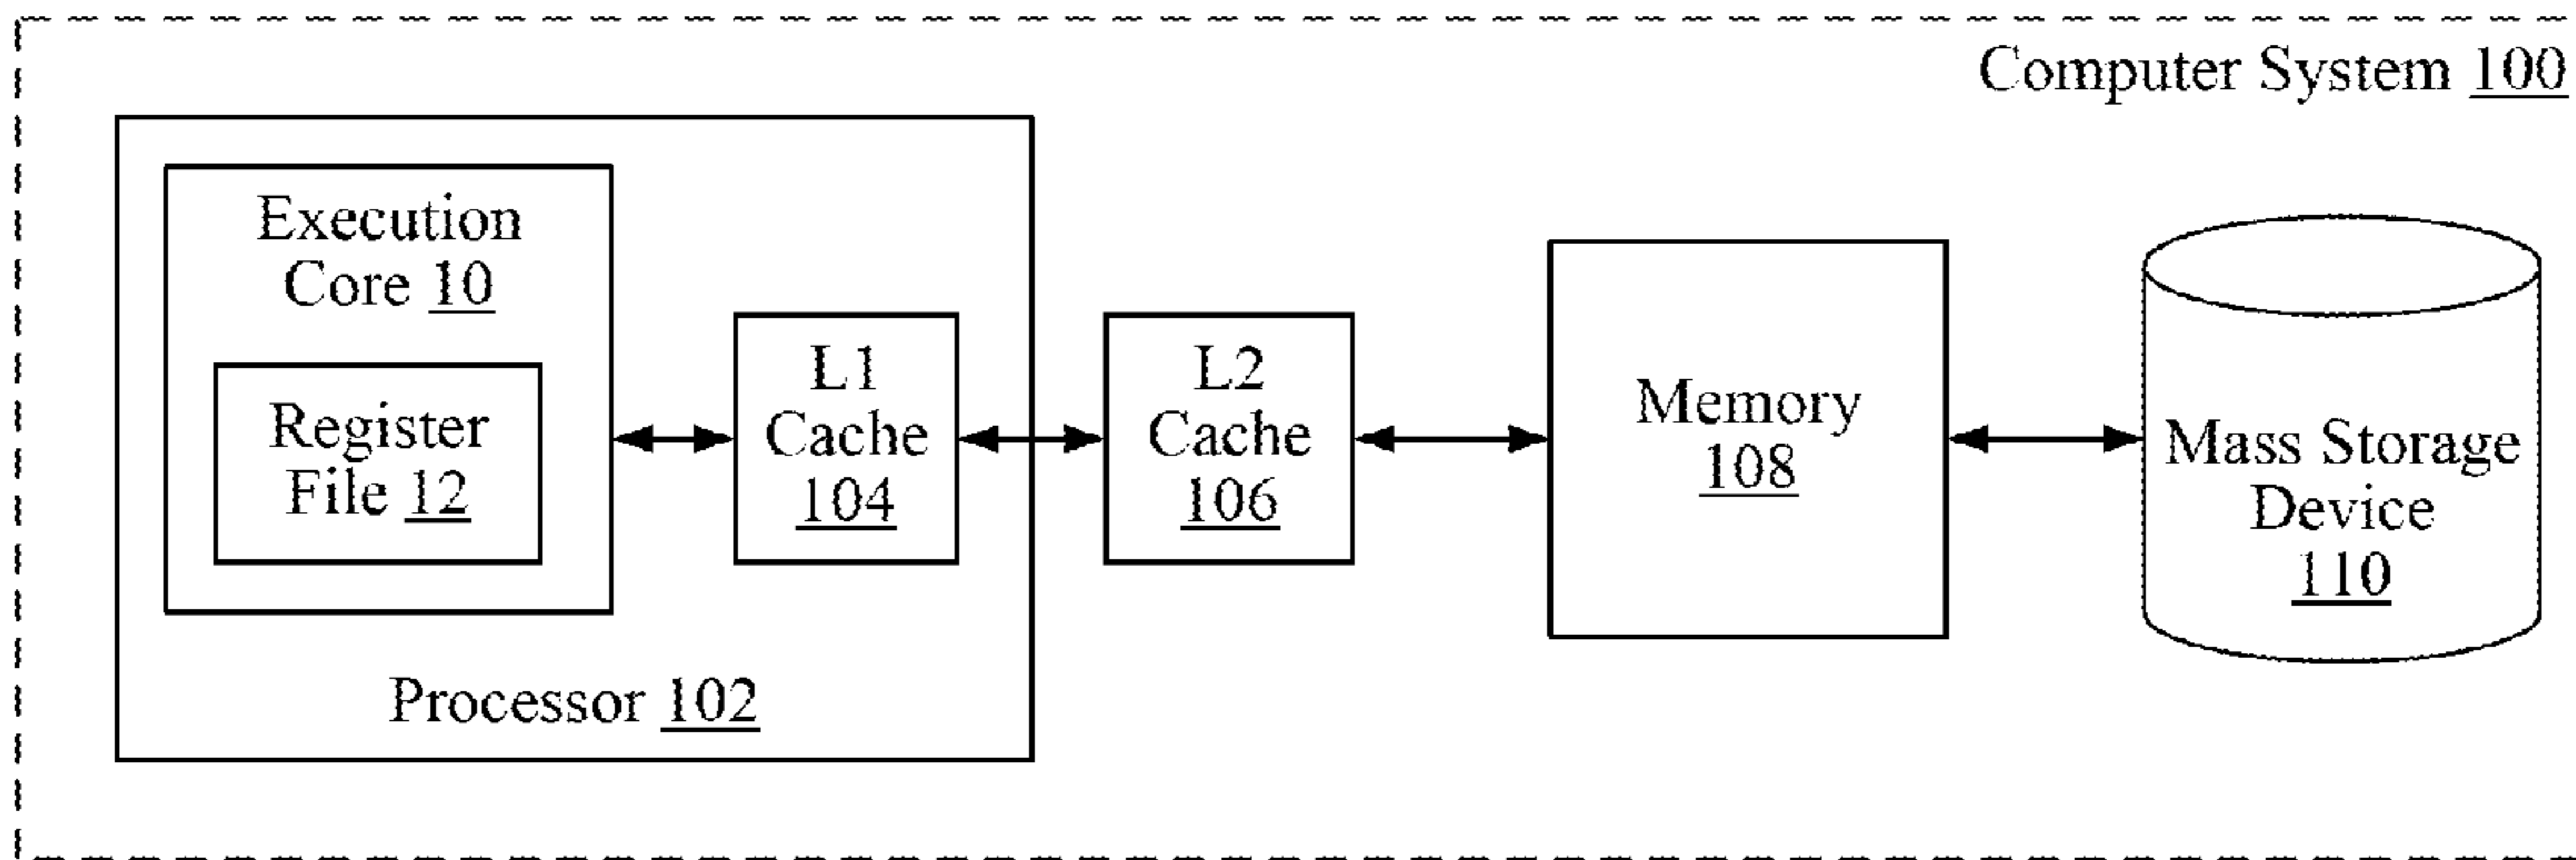 Computer System 100
Execution
Core 10
Register
File 12
L1
Cache
104
Processor 102
L2
Cache
106
Memory
108
Mass Storage
Device
110